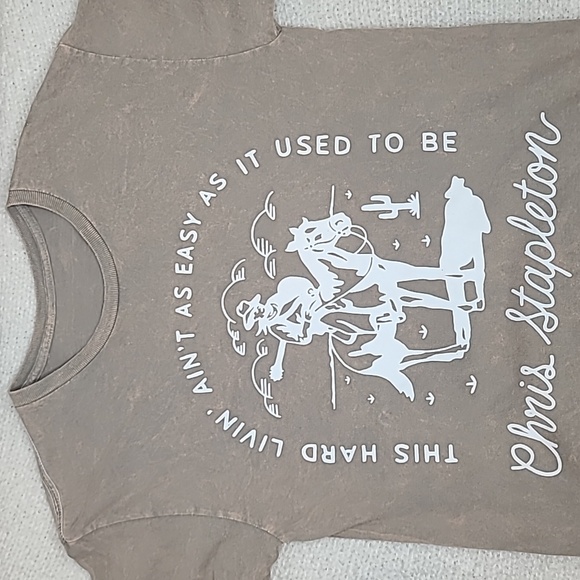 THIS HARD LIVIN' AIN'T AS EASY AS IT USED TO BE
Chris Stapleton